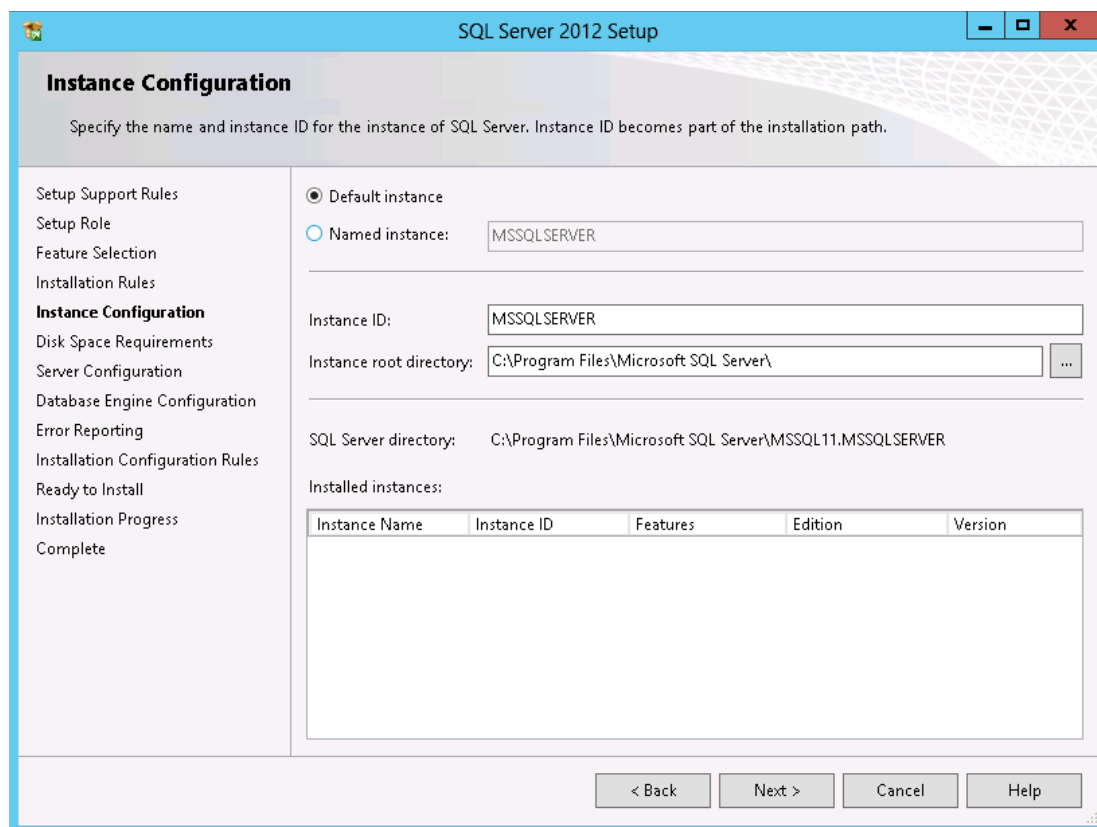 SQL Server 2012 Setup
Instance Configuration
Specify the name and instance ID for the instance of SQL Server. Instance ID becomes part of the installation path.
Setup Support Rules
Setup Role
Feature Selection
Installation Rules
Instance Configuration
Disk Space Requirements
Server Configuration
Database Engine Configuration
Error Reporting
Installation Configuration Rules
Ready to Install
Installation Progress
Complete
Default instance
Named instance: MSSQLSERVER
Instance ID: MSSQLSERVER
Instance root directory: C:\Program Files\Microsoft SQL Server\ ...
SQL Server directory: C:\Program Files\Microsoft SQL Server\MSSQL11.MSSQLSERVER
Installed instances:
Instance Name Instance ID Features Edition Version
< Back Next > Cancel Help